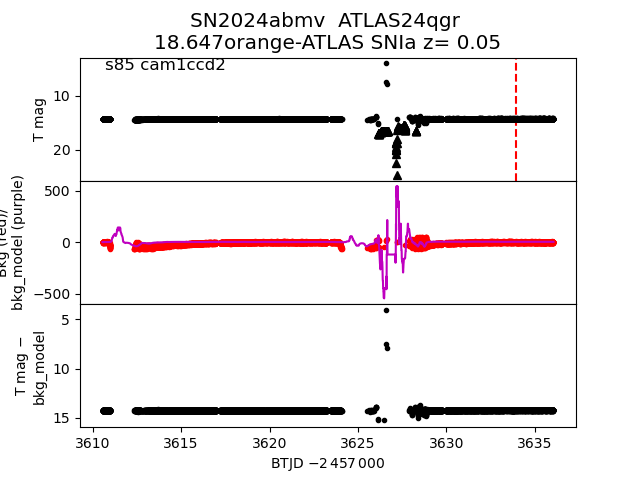 SN2024abmv  ATLAS24qgr
18.647orange-ATLAS SNIa z= 0.05
s85 cam1ccd2
T mag
10
20
Bkg (red)/
bkg_model (purple)
500
0
−500
T mag −
bkg_model
5
10
15
3610 3615 3620 3625 3630 3635
BTJD −2 457 000